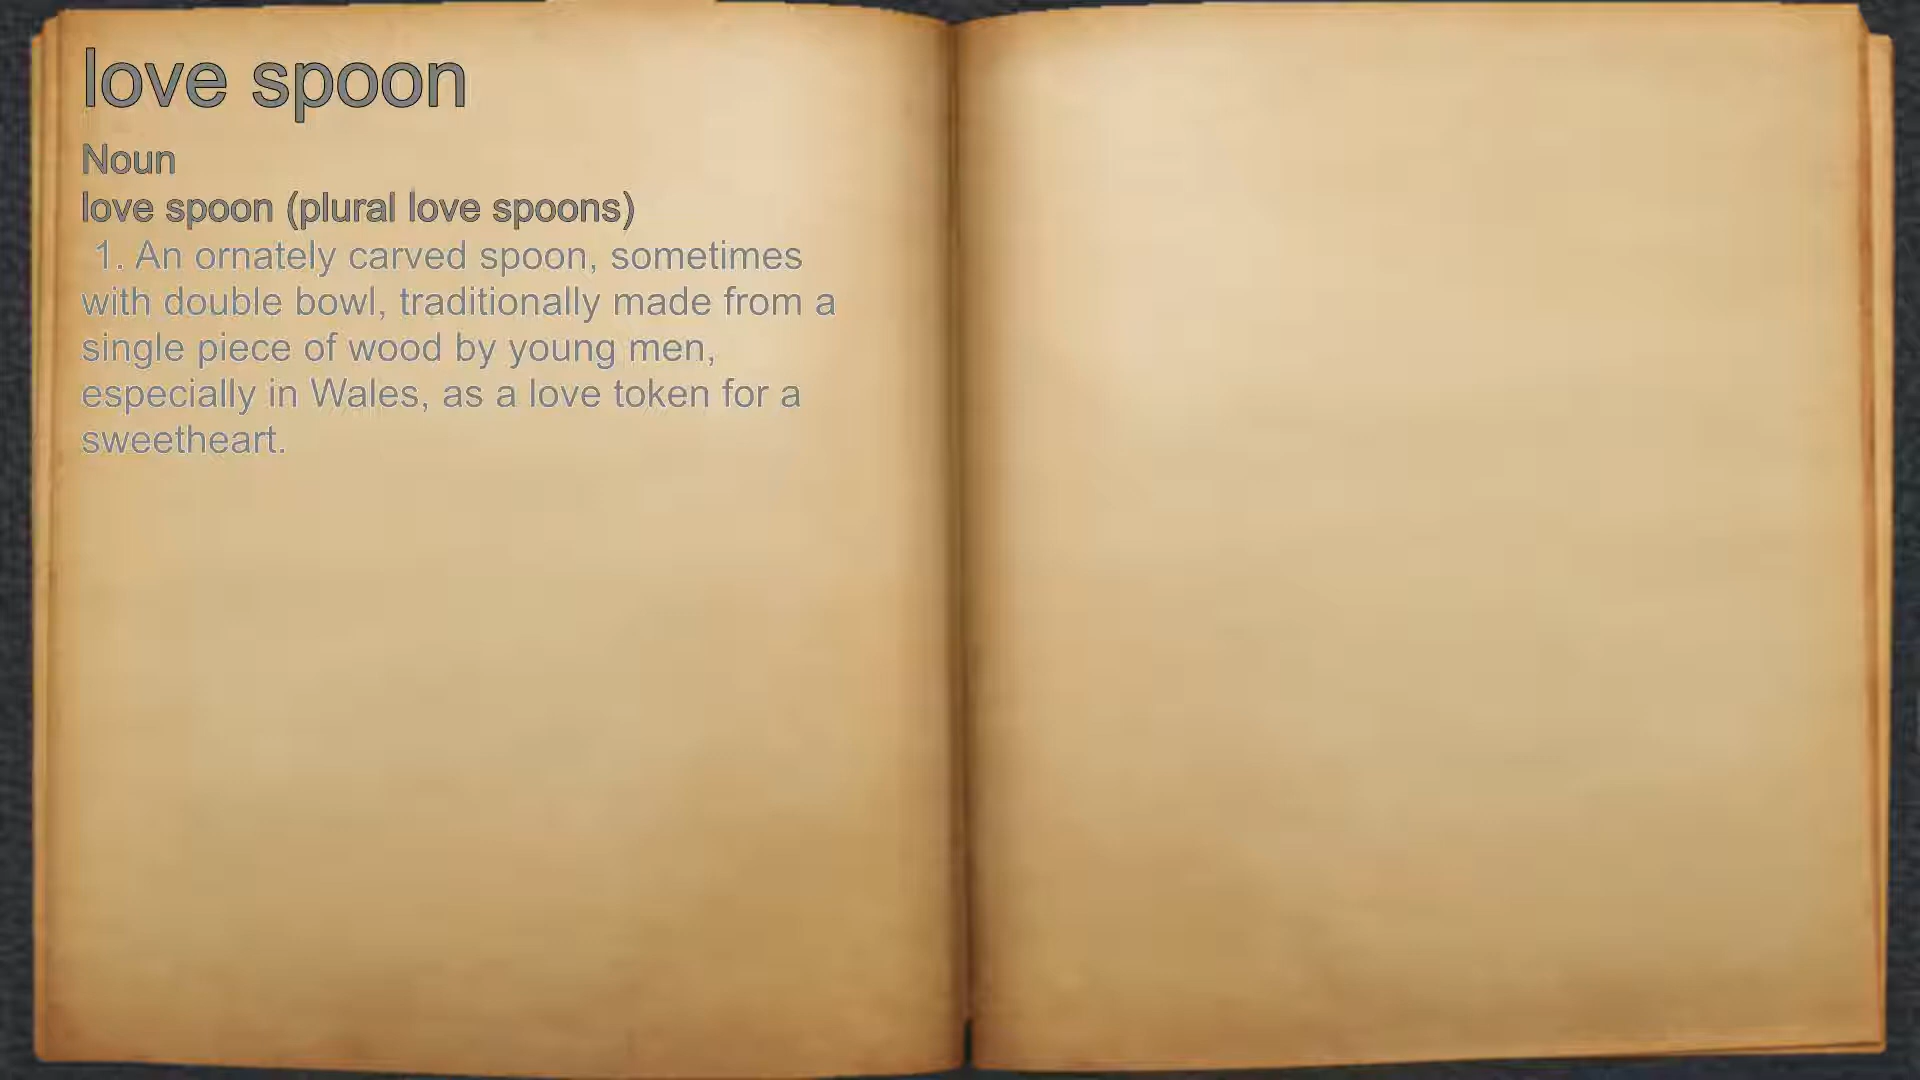 love spoon
Noun
love spoon (plural love spoons)
1. An ornately carved spoon, sometimes
with double bowl, traditionally made from a
single piece of wood by young men,
especially in Wales, as a love token for a
sweetheart.